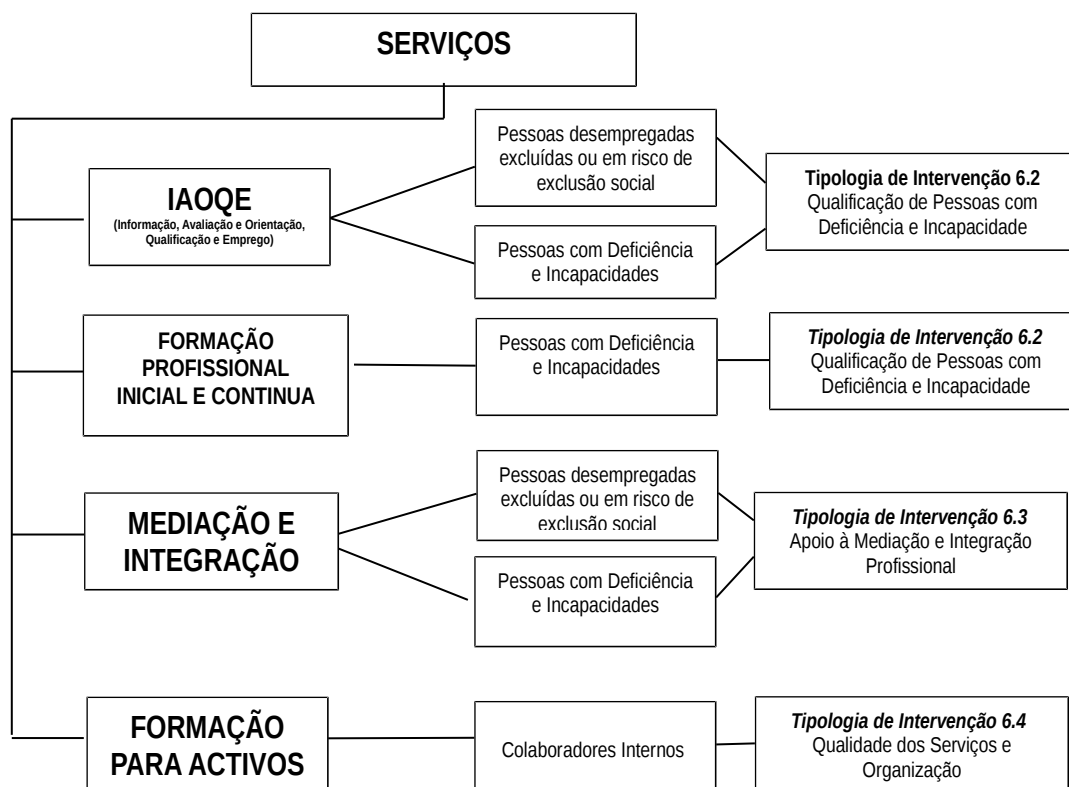 SERVIÇOS
IAOQE
(Informação, Avaliação e Orientação,
Qualificação e Emprego)
Pessoas desempregadas
excluídas ou em risco de
exclusão social
Pessoas com Deficiência
e Incapacidades
Tipologia de Intervenção 6.2
Qualificação de Pessoas com
Deficiência e Incapacidade
FORMAÇÃO
PROFISSIONAL
INICIAL E CONTINUA
Pessoas com Deficiência
e Incapacidades
Tipologia de Intervenção 6.2
Qualificação de Pessoas com
Deficiência e Incapacidade
MEDIAÇÃO E
INTEGRAÇÃO
Pessoas desempregadas
excluídas ou em risco de
exclusão social
Pessoas com Deficiência
e Incapacidades
Tipologia de Intervenção 6.3
Apoio à Mediação e Integração
Profissional
FORMAÇÃO
PARA ACTIVOS
Colaboradores Internos
Tipologia de Intervenção 6.4
Qualidade dos Serviços e
Organização